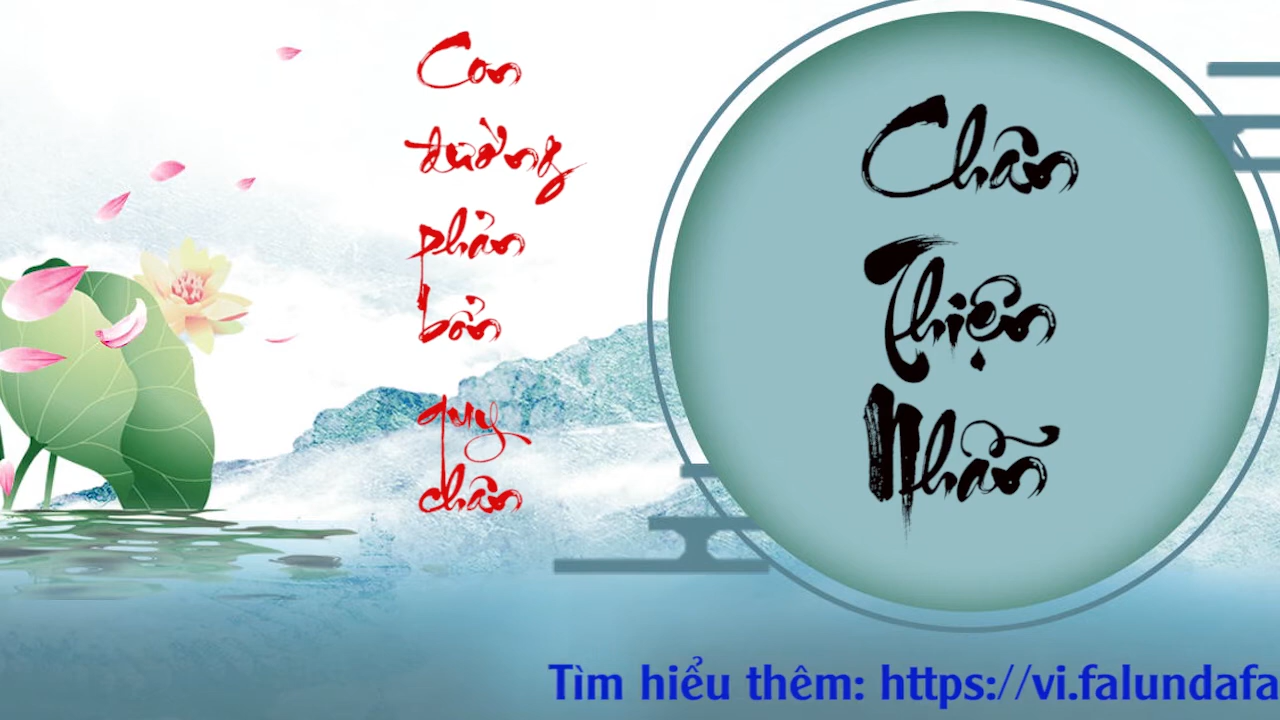 Con
đường
phản
bổn
quy
chân
Chân
Thiện
Nhẫn
Tìm hiểu thêm: https://vi.falundafa